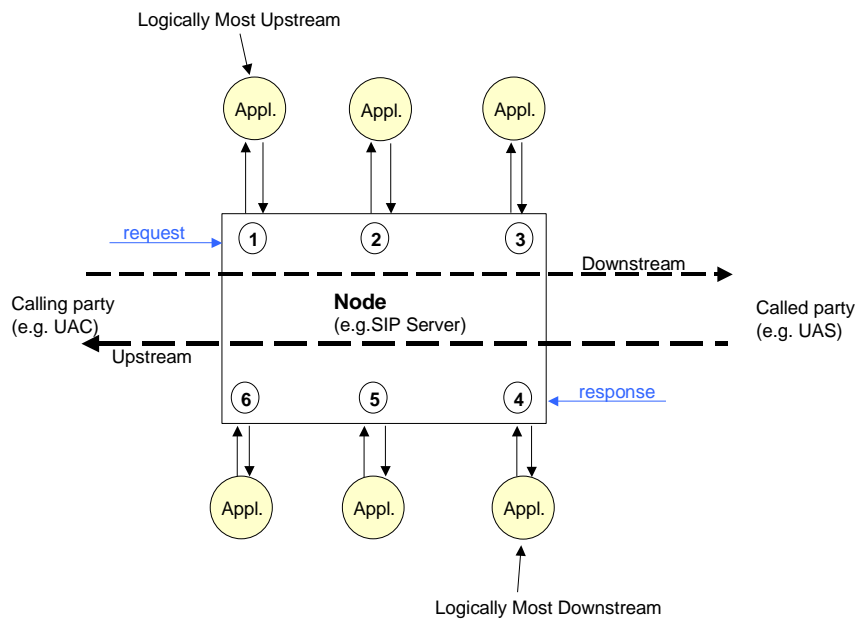 Logically Most Upstream
Appl.
Appl.
Appl.
request
1
2
3
Downstream
Calling party
(e.g. UAC)
Node
(e.g.SIP Server)
Called party
(e.g. UAS)
Upstream
6
5
4
response
Appl.
Appl.
Appl.
Logically Most Downstream